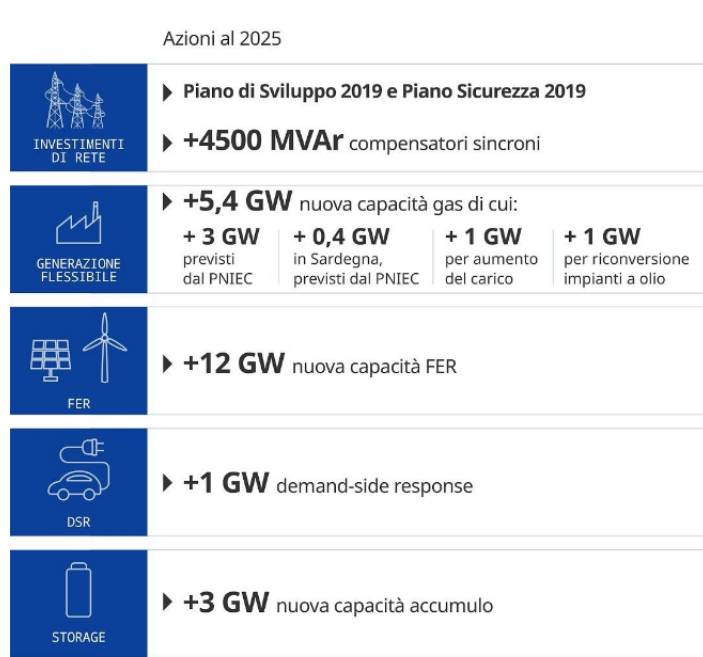 Azioni al 2025
INVESTIMENTI
DI RETE
Piano di Sviluppo 2019 e Piano Sicurezza 2019
+4500 MVAr compensatori sincroni
GENERAZIONE
FLESSIBILE
+5,4 GW nuova capacità gas di cui:
+ 3 GW
previsti
dal PNIEC
+ 0,4 GW
in Sardegna,
previsti dal PNIEC
+ 1 GW
per aumento
del carico
+ 1 GW
per riconversione
impianti a olio
FER
+12 GW nuova capacità FER
DSR
+1 GW demand-side response
STORAGE
+3 GW nuova capacità accumulo